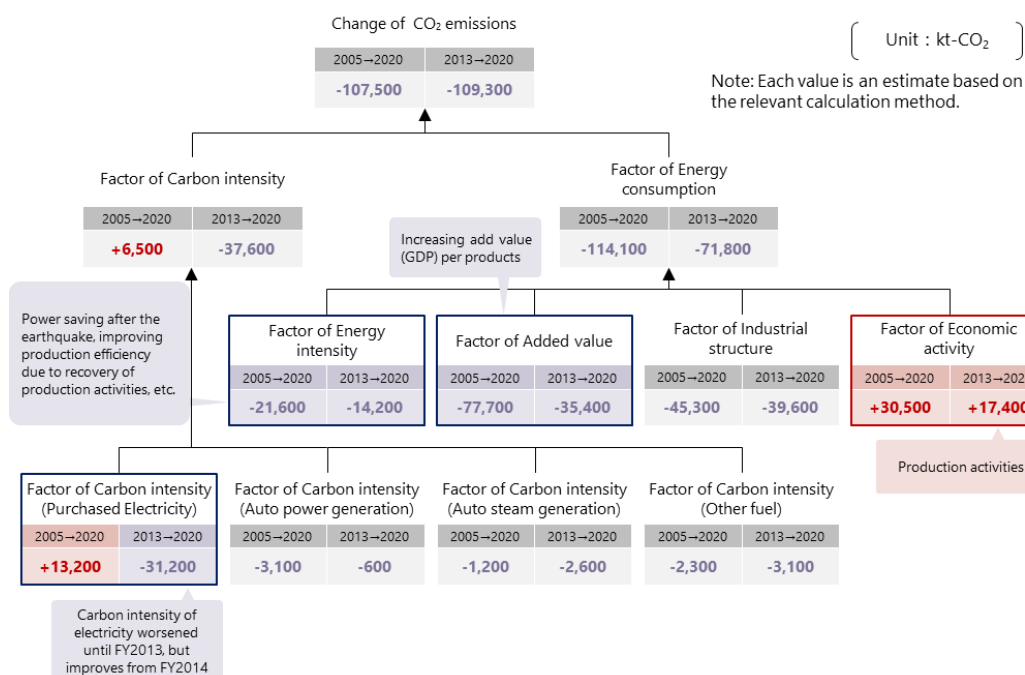 Change of CO₂ emissions
2005→2020 2013→2020
-107,500 -109,300
Unit : kt-CO₂
Note: Each value is an estimate based on
the relevant calculation method.
Factor of Carbon intensity
2005→2020 2013→2020
+6,500 -37,600
Factor of Energy
consumption
2005→2020 2013→2020
-114,100 -71,800
Increasing add value
(GDP) per products
Power saving after the
earthquake, improving
production efficiency
due to recovery of
production activities, etc.
Factor of Energy
intensity
2005→2020 2013→2020
-21,600 -14,200
Factor of Added value
2005→2020 2013→2020
-77,700 -35,400
Factor of Industrial
structure
2005→2020 2013→2020
-45,300 -39,600
Factor of Economic
activity
2005→2020 2013→202
+30,500 +17,400
Production activities
Factor of Carbon intensity
(Purchased Electricity)
2005→2020 2013→2020
+13,200 -31,200
Factor of Carbon intensity
(Auto power generation)
2005→2020 2013→2020
-3,100 -600
Factor of Carbon intensity
(Auto steam generation)
2005→2020 2013→2020
-1,200 -2,600
Factor of Carbon intensity
(Other fuel)
2005→2020 2013→2020
-2,300 -3,100
Carbon intensity of
electricity worsened
until FY2013, but
improves from FY2014